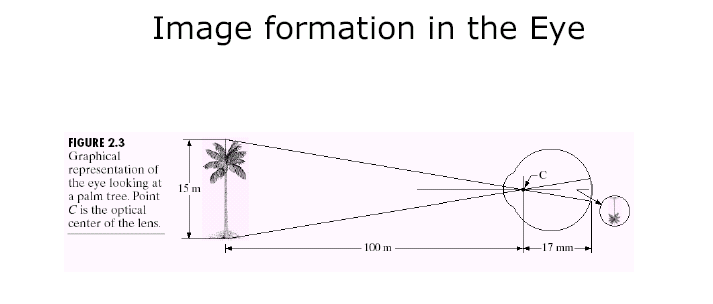 Image formation in the Eye
FIGURE 2.3
Graphical
representation of
the eye looking at
a palm tree. Point
C is the optical
center of the lens.
15 m
C
100 m
17 mm